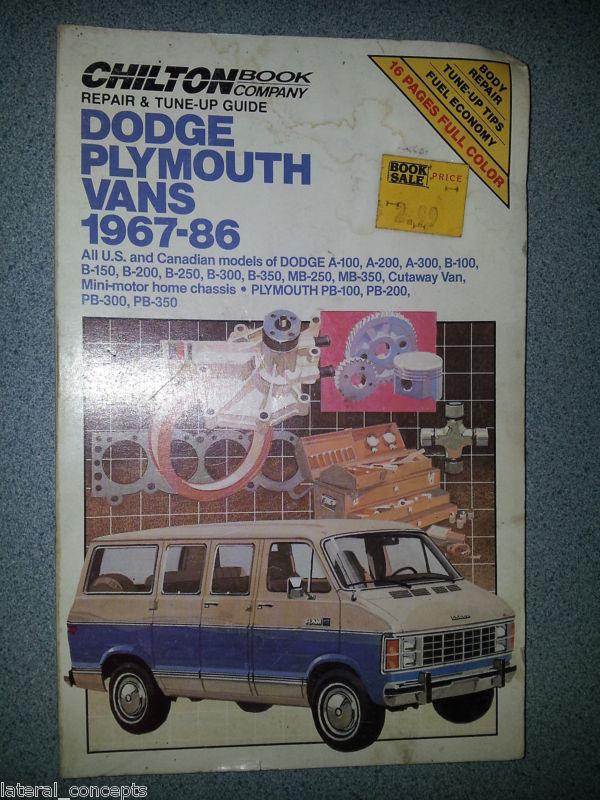 CHILTON BOOK COMPANY
REPAIR & TUNE-UP GUIDE
DODGE
PLYMOUTH
VANS
1967-86
All U.S. and Canadian models of DODGE A-100, A-200, A-300, B-100,
B-150, B-200, B-250, B-300, B-350, MB-250, MB-350, Cutaway Van,
Mini-motor home chassis • PLYMOUTH PB-100, PB-200,
PB-300, PB-350
BODY
REPAIR
TUNE-UP TIPS
FUEL ECONOMY
16 PAGES FULL COLOR
BOOK
SALE PRICE
RAM
lateral_concepts